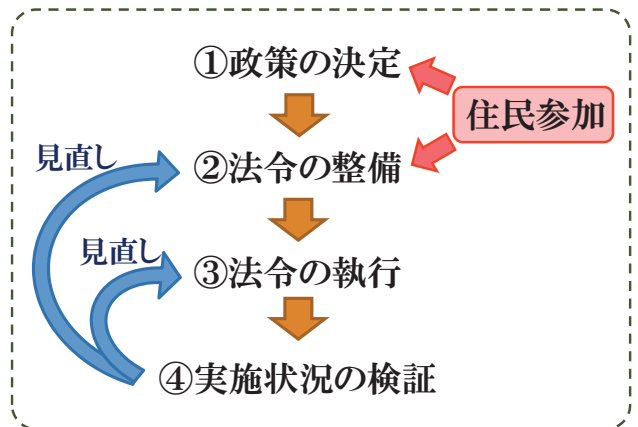 ①政策の決定
住民参加
見直し
②法令の整備
見直し
③法令の執行
④実施状況の検証